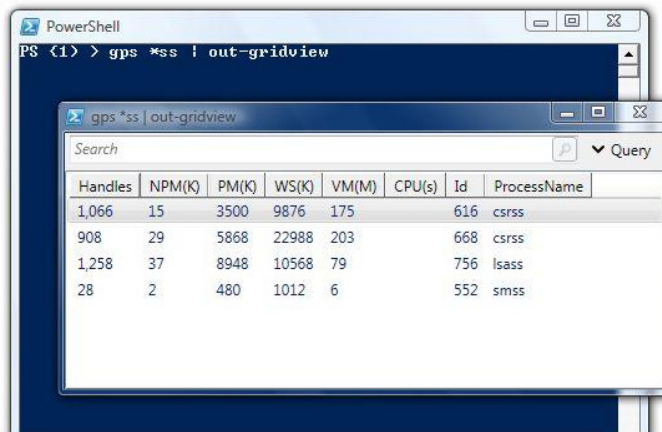 PowerShell
PS (1) > gps *ss | out-gridview
gps *ss | out-gridview
Search
Query
Handles NPM(K) PM(K) WS(K) VM(M) CPU(s) Id ProcessName
1,066 15 3500 9876 175 616 csrss
908 29 5868 22988 203 668 csrss
1,258 37 8948 10568 79 756 lsass
28 2 480 1012 6 552 smss